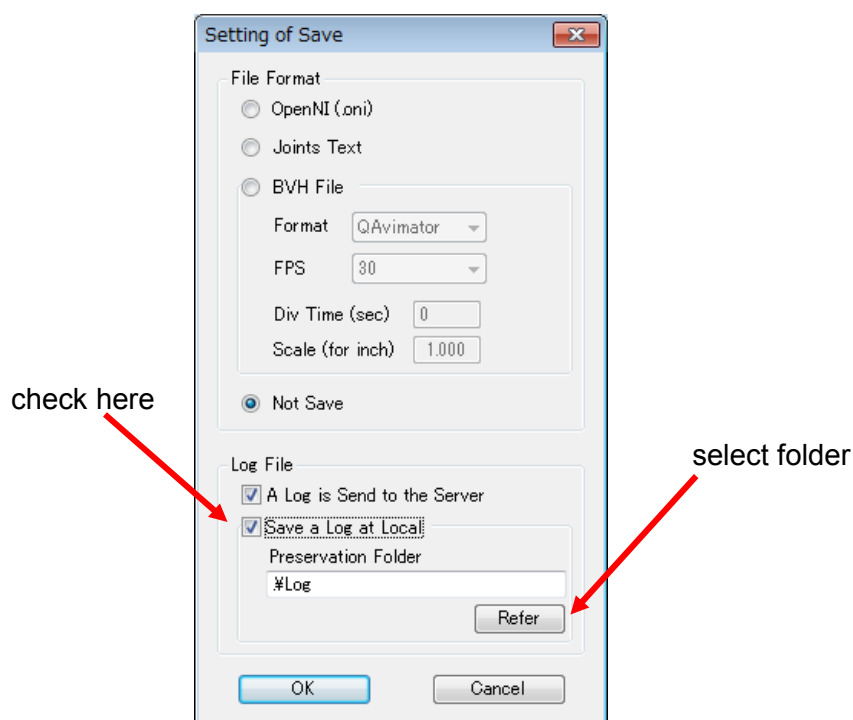 Setting of Save
File Format
OpenNI (.oni)
Joints Text
BVH File
Format QAvimator
FPS 30
Div Time (sec) 0
Scale (for inch) 1.000
check here
Not Save
select folder
Log File
A Log is Send to the Server
Save a Log at Local
Preservation Folder
.¥Log
Refer
OK Cancel